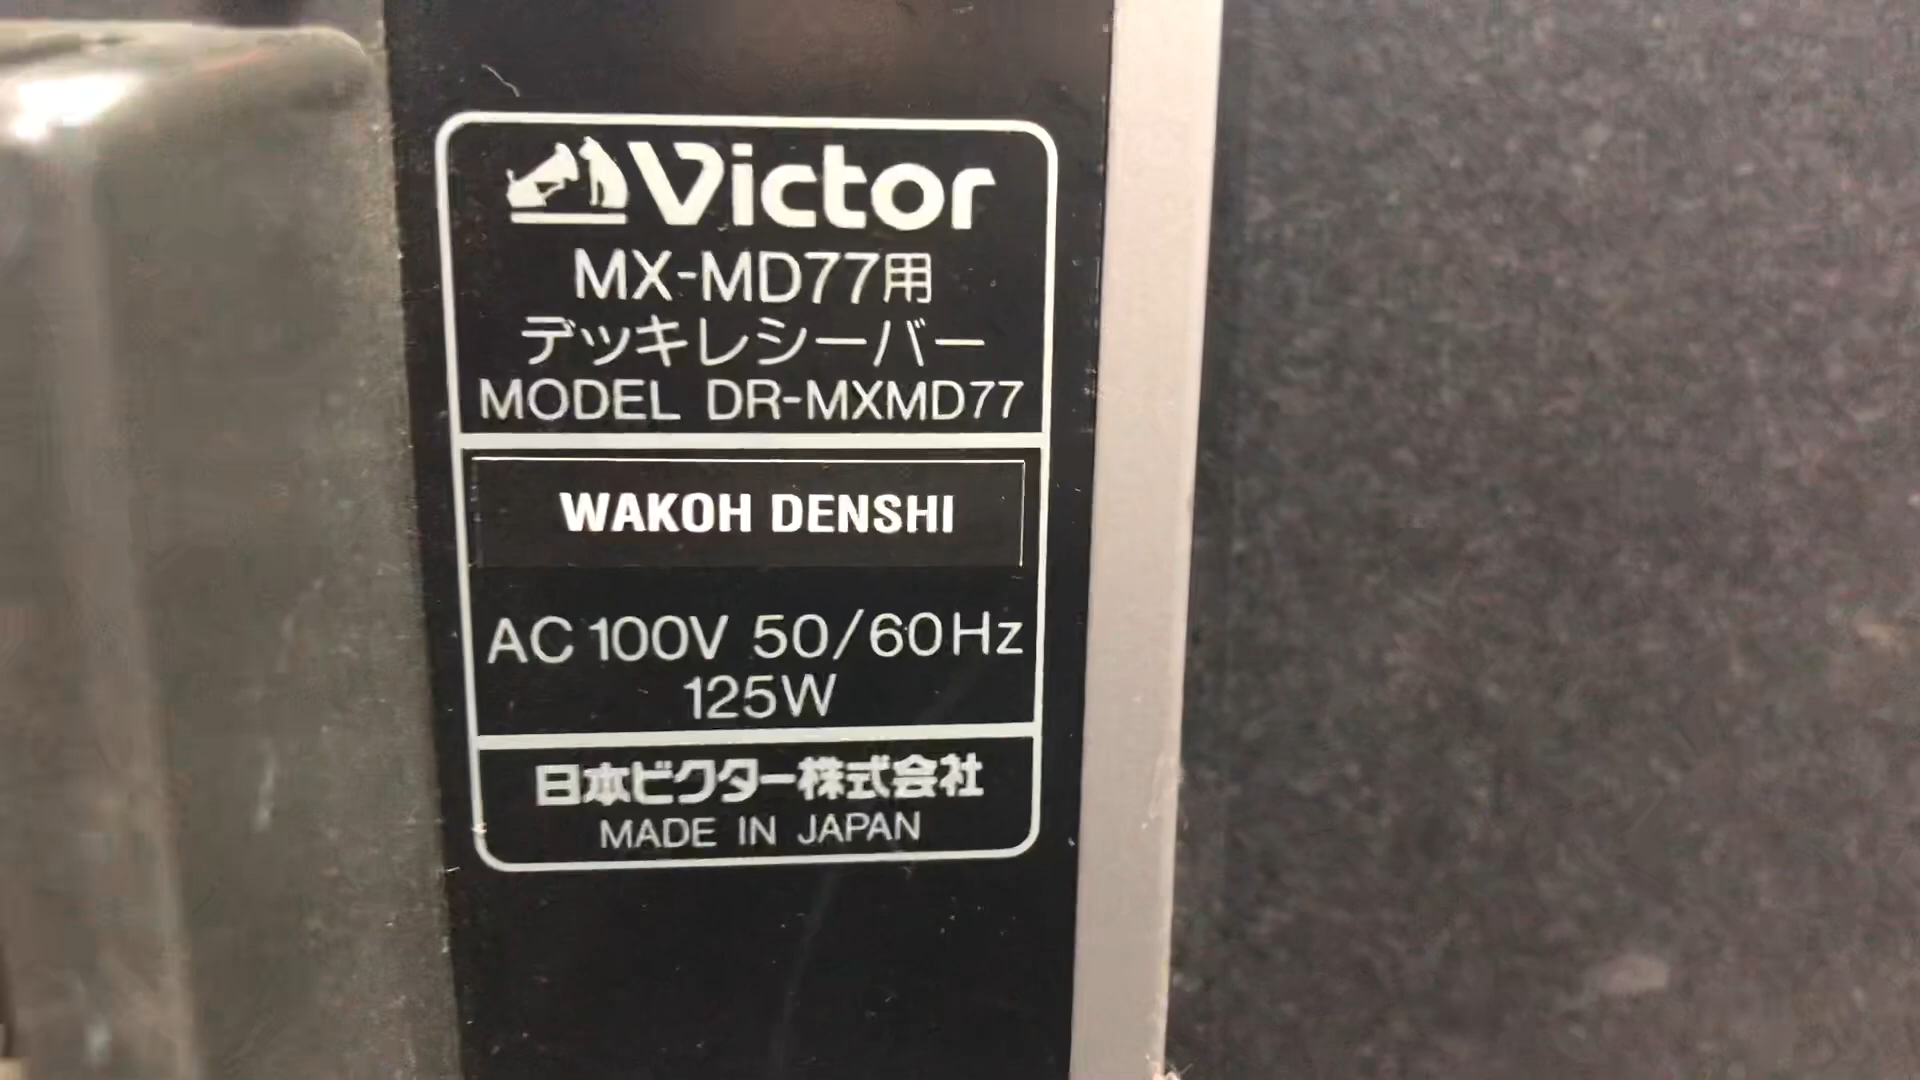 Victor
MX-MD77用
デッキレシーバー
MODEL DR-MXMD77
WAKOH DENSHI
AC 100V 50/60Hz
125W
日本ビクター株式会社
MADE IN JAPAN